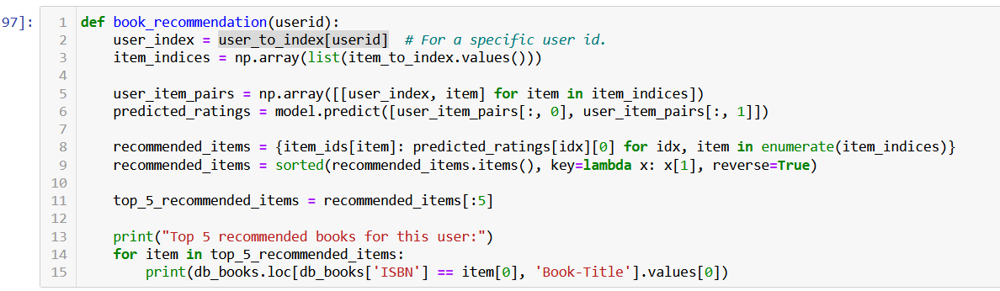 97]:
1 def book_recommendation(userid):
2     user_index = user_to_index[userid]  # For a specific user id.
3     item_indices = np.array(list(item_to_index.values()))
4
5     user_item_pairs = np.array([[user_index, item] for item in item_indices])
6     predicted_ratings = model.predict([user_item_pairs[:, 0], user_item_pairs[:, 1]])
7
8     recommended_items = {item_ids[item]: predicted_ratings[idx][0] for idx, item in enumerate(item_indices)}
9     recommended_items = sorted(recommended_items.items(), key=lambda x: x[1], reverse=True)
10
11     top_5_recommended_items = recommended_items[:5]
12
13     print("Top 5 recommended books for this user:")
14     for item in top_5_recommended_items:
15         print(db_books.loc[db_books['ISBN'] == item[0], 'Book-Title'].values[0])